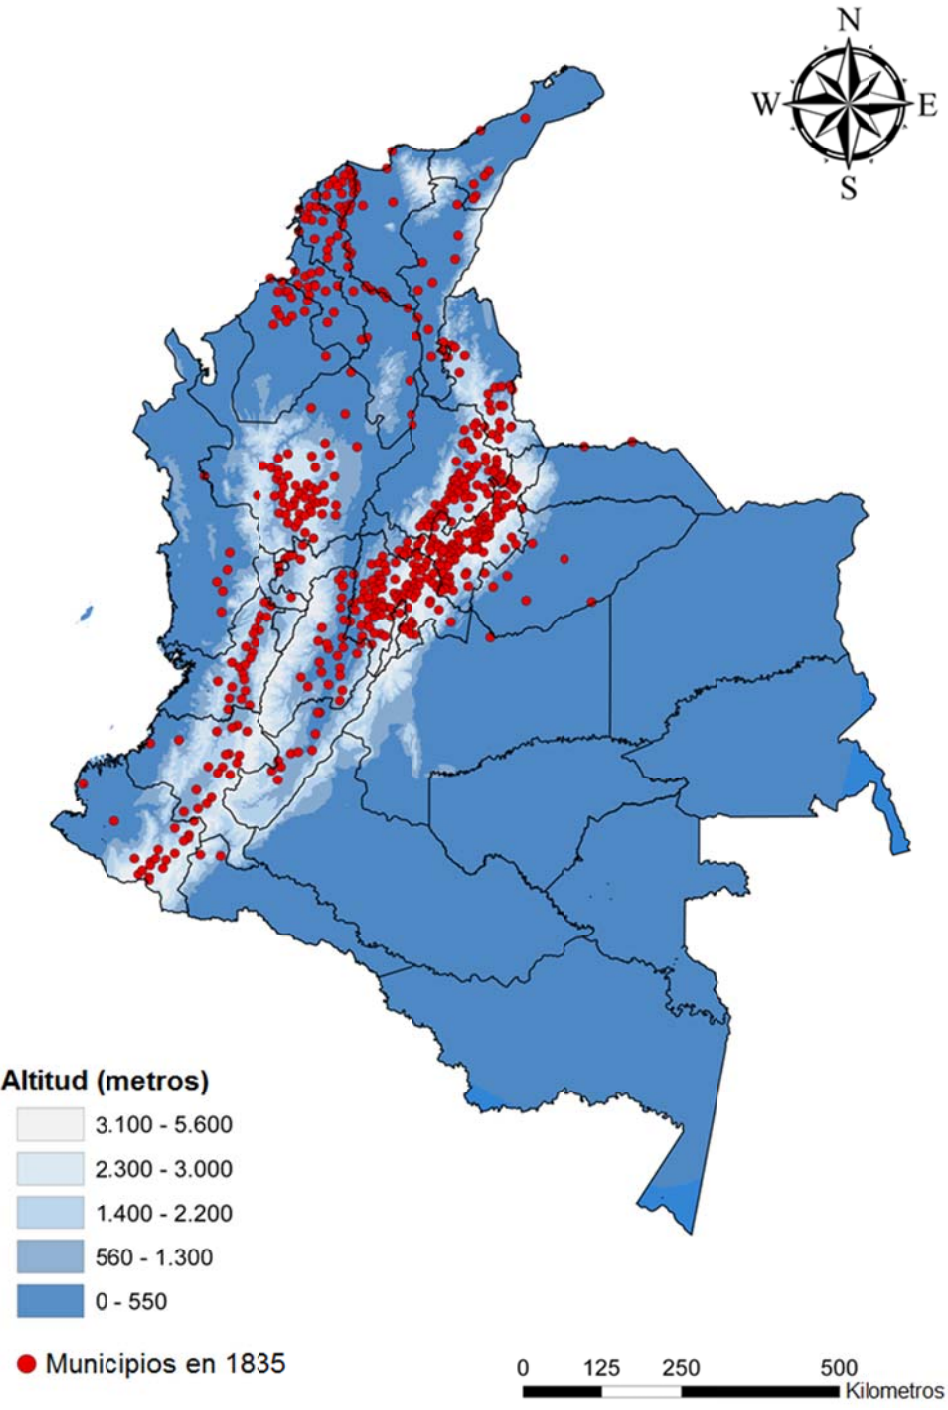 N
W
E
S
Altitud (metros)
3.100 - 5.600
2.300 - 3.000
1.400 - 2.200
560 - 1.300
0 - 550
Municipios en 1835
0 125 250 500
Kilometros